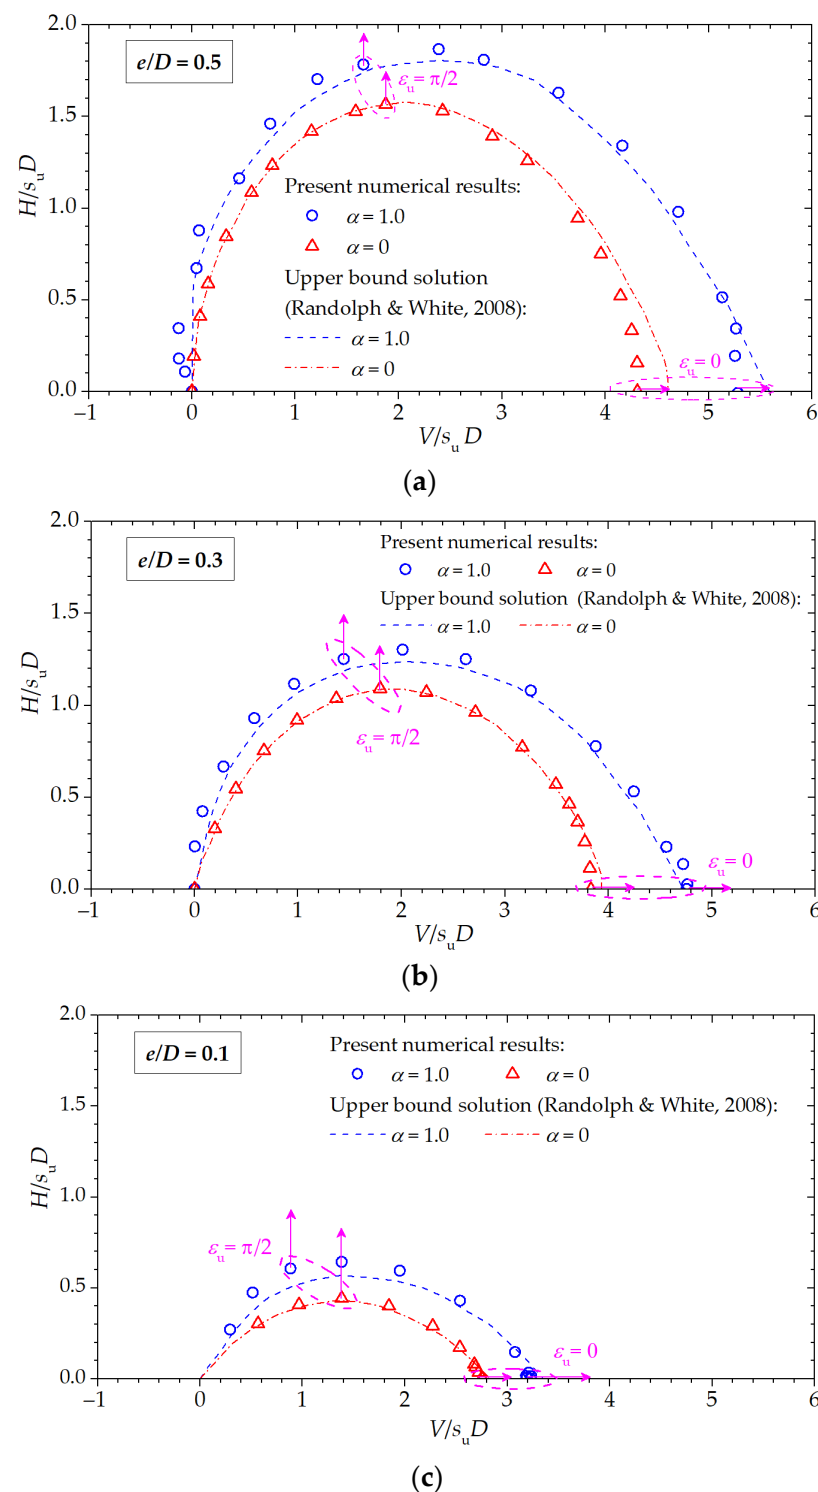 2.0
e/D = 0.5
εu = π/2
1.5
Present numerical results:
α = 1.0
α = 0
Upper bound solution
(Randolph & White, 2008):
α = 1.0
α = 0
1.0
0.5
0.0
H/suD
εu = 0
−1 0 1 2 3 4 5 6
V/suD
(a)
2.0
e/D = 0.3
Present numerical results:
α = 1.0 α = 0
Upper bound solution (Randolph & White, 2008):
α = 1.0 α = 0
1.5
1.0
0.5
0.0
H/suD
εu = π/2
εu = 0
−1 0 1 2 3 4 5 6
V/suD
(b)
2.0
e/D = 0.1
Present numerical results:
α = 1.0 α = 0
Upper bound solution (Randolph & White, 2008):
α = 1.0 α = 0
1.5
1.0
0.5
0.0
H/suD
εu = π/2
εu = 0
−1 0 1 2 3 4 5 6
V/suD
(c)